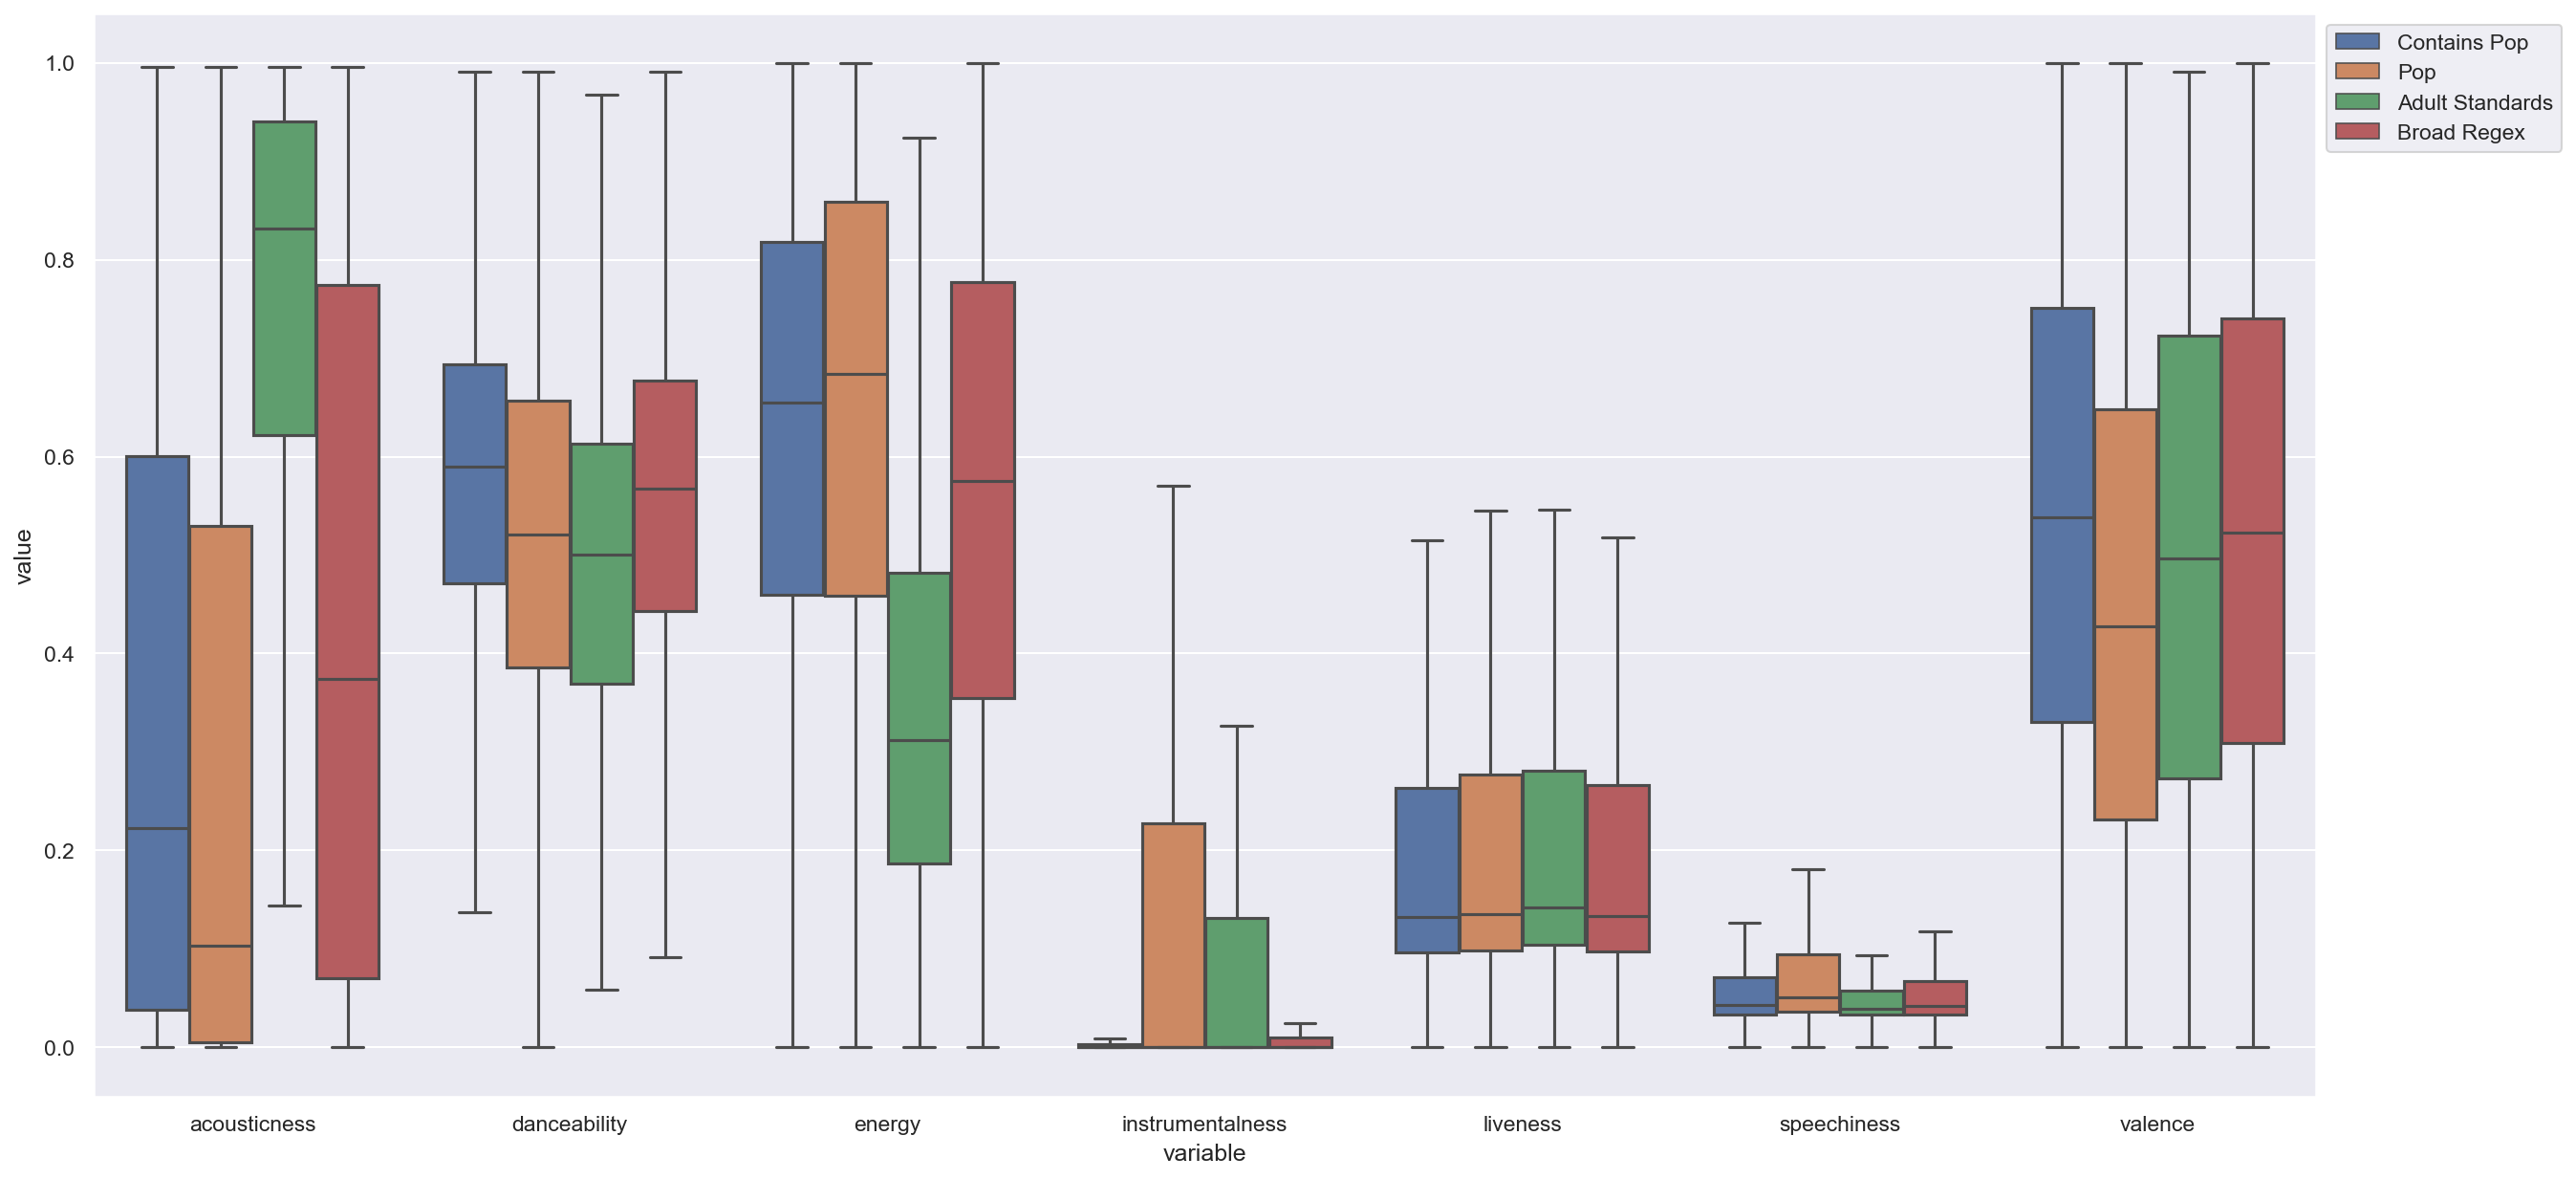 Contains Pop
Pop
Adult Standards
Broad Regex
value
1.0
0.8
0.6
0.4
0.2
0.0
acousticness danceability energy instrumentalness liveness speechiness valence
variable